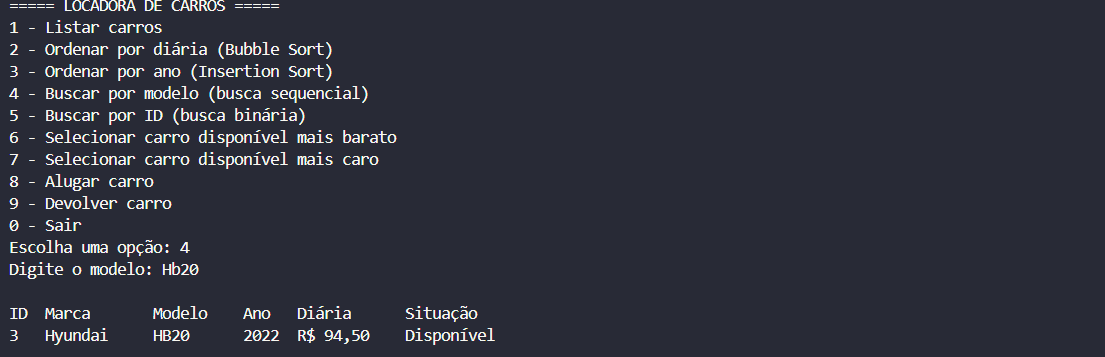 ===== LOCADORA DE CARROS =====
1 - Listar carros
2 - Ordenar por diária (Bubble Sort)
3 - Ordenar por ano (Insertion Sort)
4 - Buscar por modelo (busca sequencial)
5 - Buscar por ID (busca binária)
6 - Selecionar carro disponível mais barato
7 - Selecionar carro disponível mais caro
8 - Alugar carro
9 - Devolver carro
0 - Sair
Escolha uma opção: 4
Digite o modelo: Hb20
ID Marca Modelo Ano Diária Situação
3 Hyundai HB20 2022 R$ 94,50 Disponível